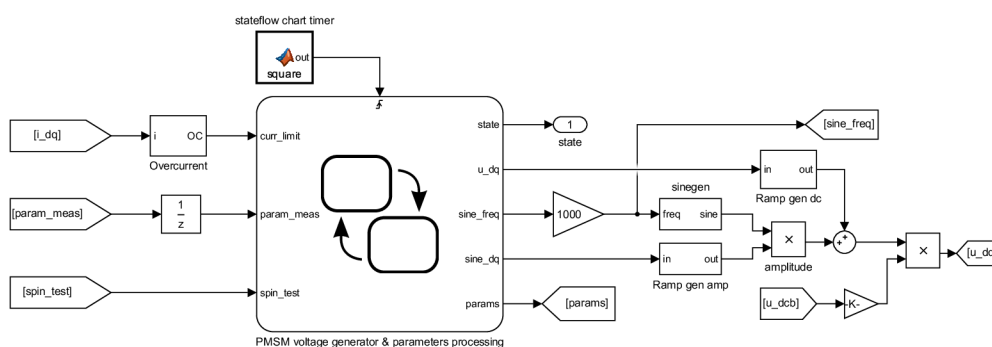 stateflow chart timer
out
square
[i_dq]
i
OC
Overcurrent
curr_limit
state
1
state
[sine_freq]
u_dq
in
out
Ramp gen dc
[param_meas]
1
z
param_meas
sine_freq
1000
sinegen
freq
sine
×
amplitude
+
+
×
sine_dq
in
out
Ramp gen amp
[spin_test]
spin_test
params
[params]
[u_dcb]
-K-
PMSM voltage generator & parameters processing